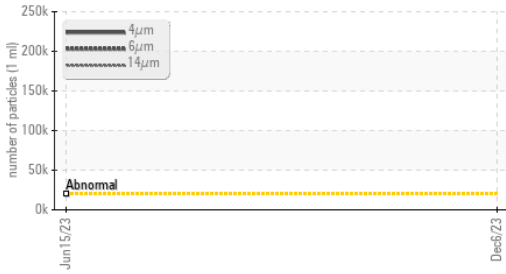 number of particles (1 ml)
250k
200k
150k
100k
50k
0k
4µm
6µm
14µm
Abnormal
Jun15/23
Dec6/23